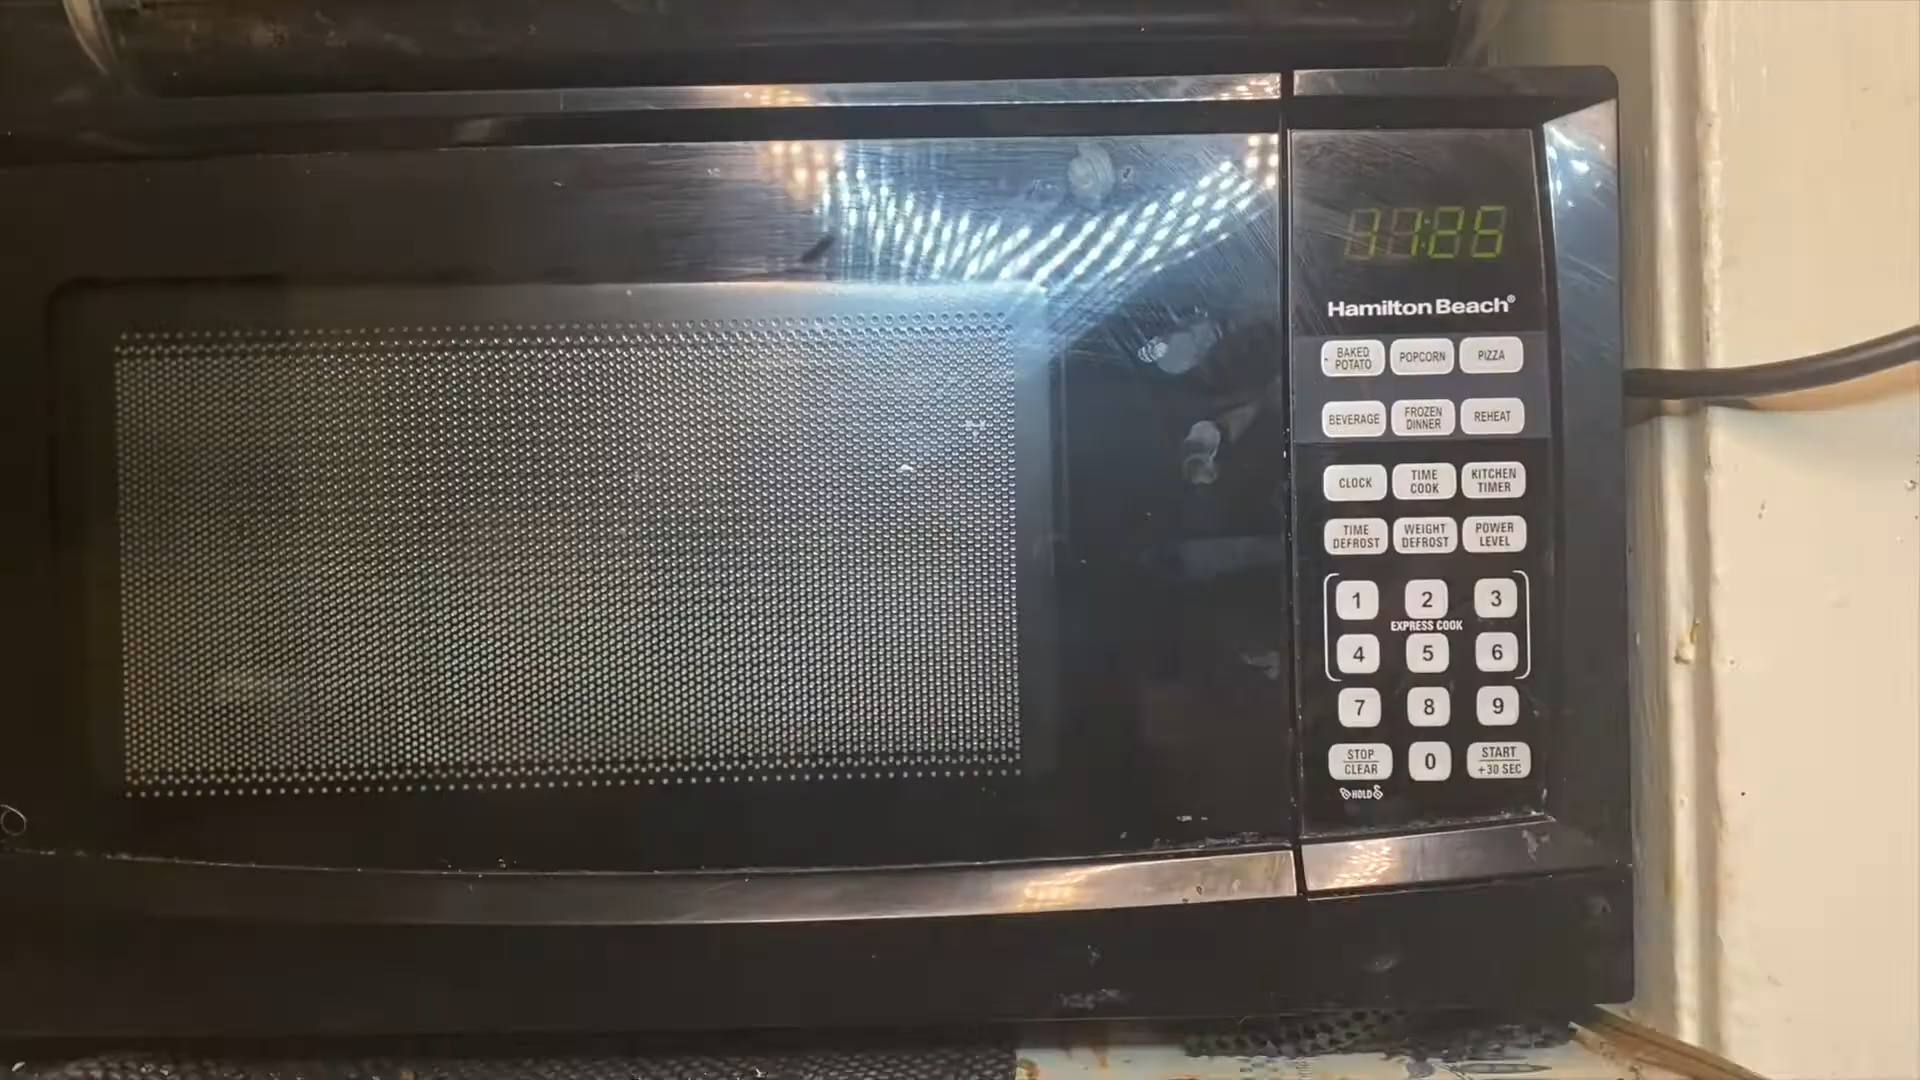 11:25
Hamilton Beach®
BAKED POTATO
POPCORN
PIZZA
BEVERAGE
FROZEN DINNER
REHEAT
CLOCK
TIME COOK
KITCHEN TIMER
TIME DEFROST
WEIGHT DEFROST
POWER LEVEL
1 2 3
EXPRESS COOK
4 5 6
7 8 9
STOP CLEAR
0
START +30 SEC
HOLD